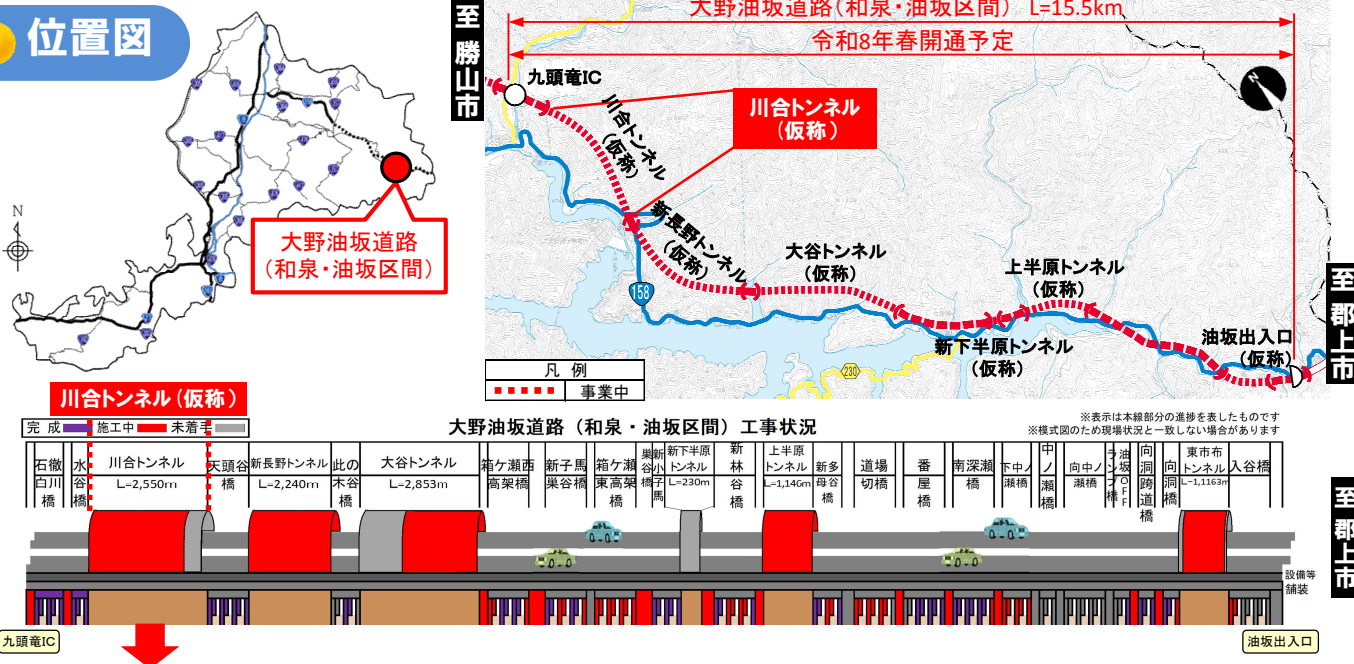 位置図
N
大野油坂道路
(和泉・油坂区間)
至 勝山市
大野油坂道路(和泉・油坂区間) L=15.5km
令和8年春開通予定
九頭竜IC
川合トンネル
(仮称)
川合トンネル
(仮称)
新長野トンネル
(仮称)
大谷トンネル
(仮称)
上半原トンネル
(仮称)
新下半原トンネル
(仮称)
油坂出入口
(仮称)
158
230
至 郡上市
凡 例
事業中
川合トンネル(仮称)
完 成 施工中 未着手
大野油坂道路(和泉・油坂区間)工事状況
※表示は本線部分の進捗を表したものです
※模式図のため現場状況と一致しない場合があります
石徹白川橋
水谷橋
川合トンネル
L=2,550m
天頭谷橋
新長野トンネル
L=2,240m
此の木谷橋
大谷トンネル
L=2,853m
箱ケ瀬西高架橋
新子馬巣谷橋
箱ケ瀬東高架橋
巣谷橋
新小子馬
新下半原トンネル
L=230m
新林谷橋
上半原トンネル
L=1,146m
新多母谷橋
道場切橋
番屋橋
南深瀬橋
下中ノ瀬橋
中ノ瀬橋
向中ノ瀬橋
油坂OFFランプ橋
向洞跨道橋
向洞橋
東市布トンネル
L=1,1163m
入谷橋
設備等
舗装
至 郡上市
九頭竜IC
油坂出入口